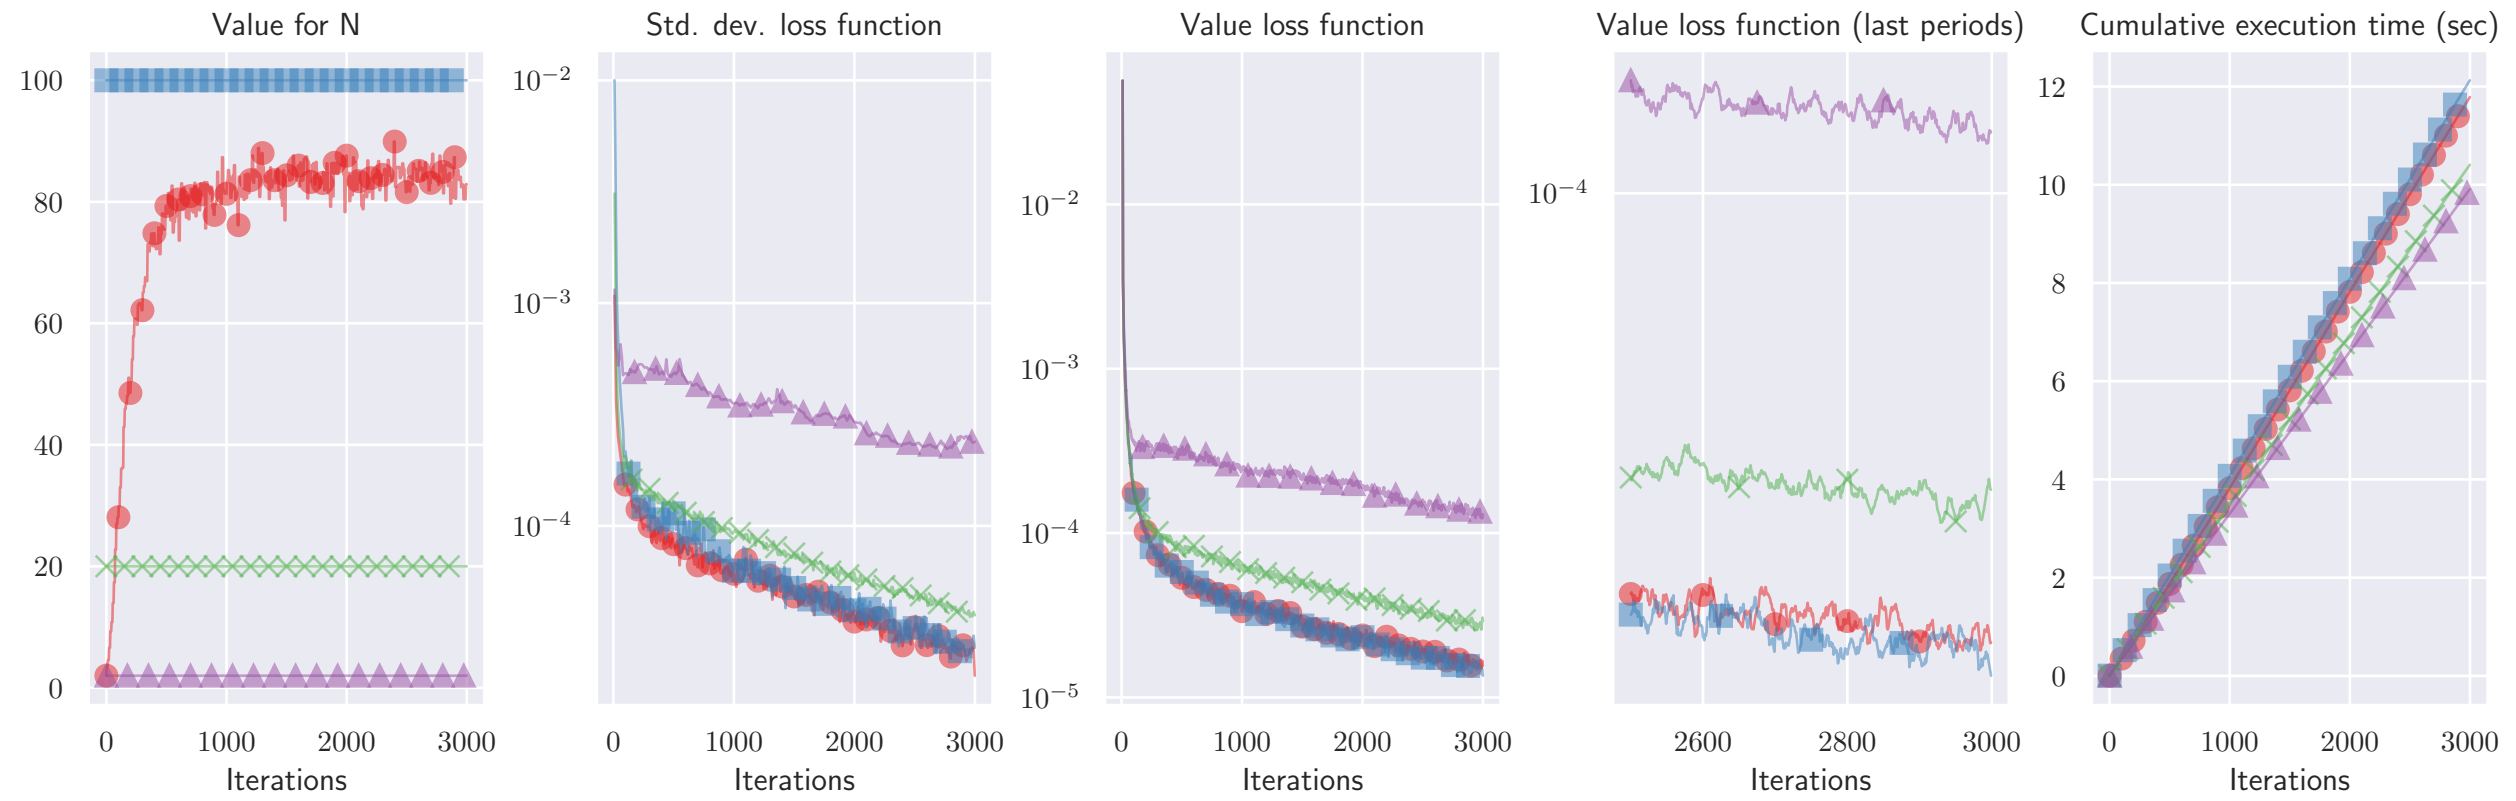 Value for N
100
80
60
40
20
0
0 1000 2000 3000
Iterations
Std. dev. loss function
10⁻²
10⁻³
10⁻⁴
0 1000 2000 3000
Iterations
Value loss function
10⁻²
10⁻³
10⁻⁴
10⁻⁵
0 1000 2000 3000
Iterations
Value loss function (last periods)
10⁻⁴
2600 2800 3000
Iterations
Cumulative execution time (sec)
12
10
8
6
4
2
0
0 1000 2000 3000
Iterations